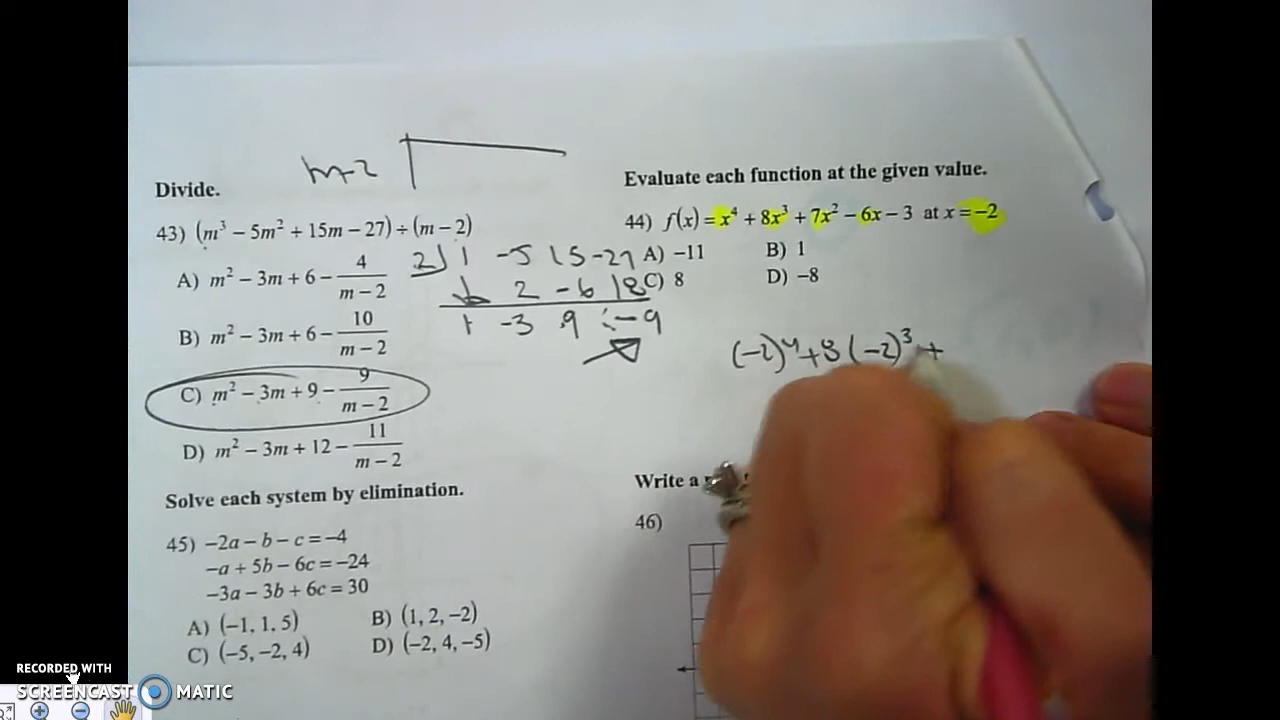 m-2
Divide.
43) (m³ − 5m² + 15m − 27) ÷ (m − 2)
A) m² − 3m + 6 − 4/(m − 2)
B) m² − 3m + 6 − 10/(m − 2)
C) m² − 3m + 9 − 9/(m − 2)
D) m² − 3m + 12 − 11/(m − 2)
2 | 1 -5 15 -27
2 -6 18
1 -3 9 -9
Solve each system by elimination.
45) −2a − b − c = −4
−a + 5b − 6c = −24
−3a − 3b + 6c = 30
A) (−1, 1, 5) B) (1, 2, −2)
C) (−5, −2, 4) D) (−2, 4, −5)
Evaluate each function at the given value.
44) f(x) = x⁴ + 8x³ + 7x² − 6x − 3 at x = −2
A) −11 B) 1
C) 8 D) −8
(-2)⁴ + 8(-2)³ +
Write a
46)
RECORDED WITH
SCREENCAST MATIC